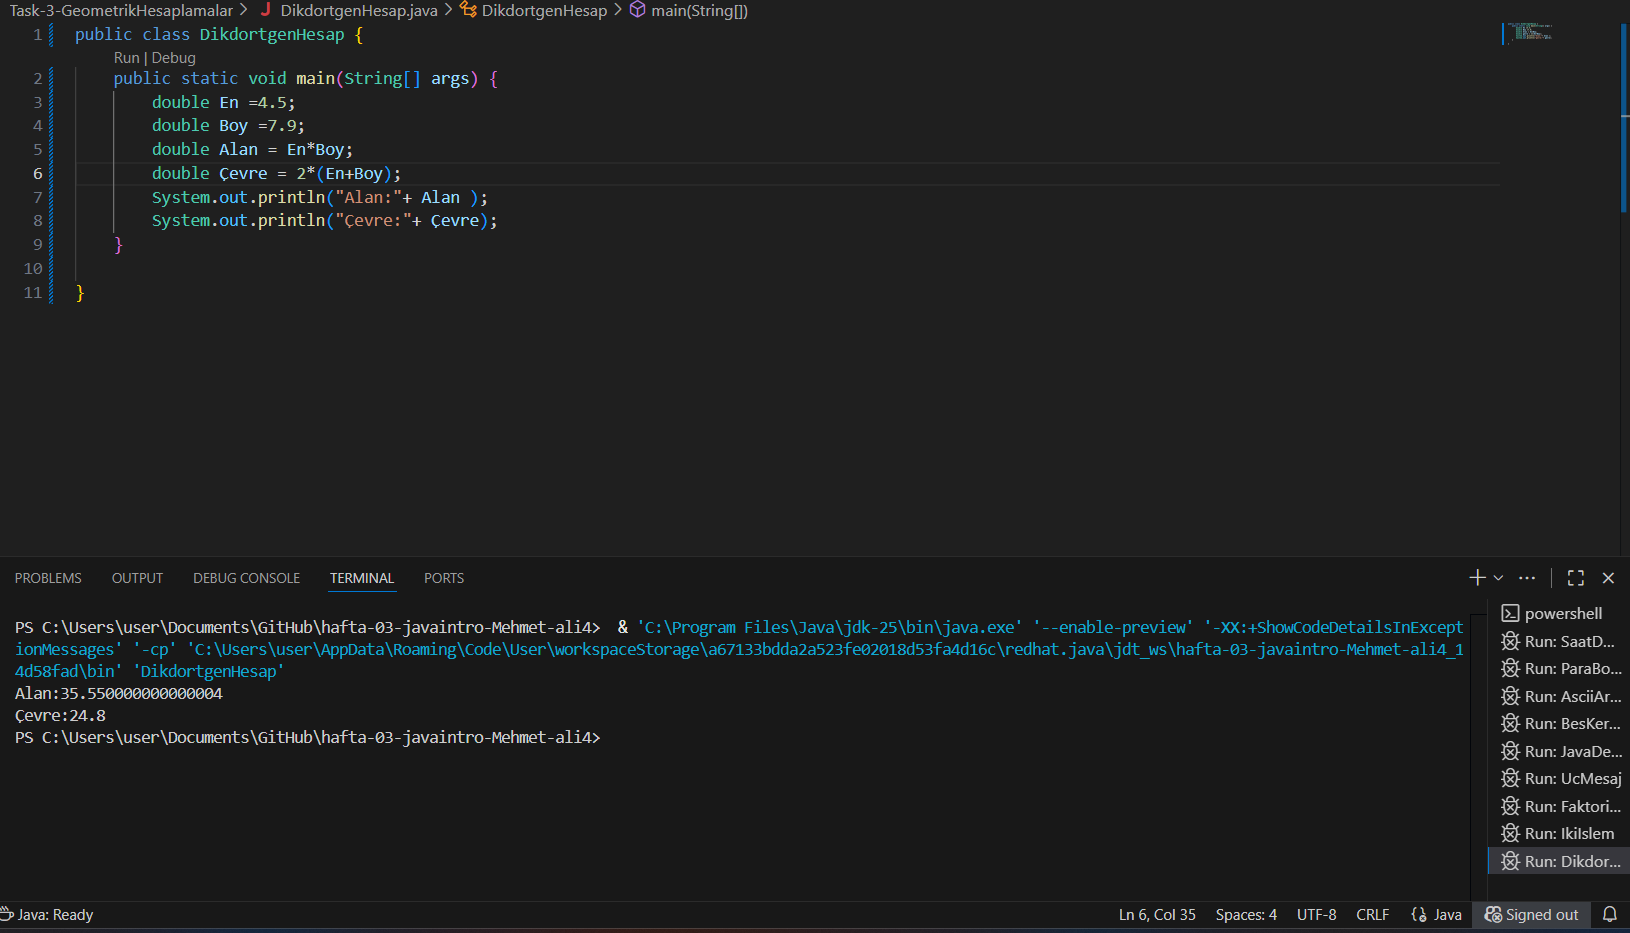 Task-3-GeometrikHesaplamalar > J DikdortgenHesap.java > DikdortgenHesap > main(String[])
1 public class DikdortgenHesap {
Run | Debug
2 public static void main(String[] args) {
3 double En =4.5;
4 double Boy =7.9;
5 double Alan = En*Boy;
6 double Çevre = 2*(En+Boy);
7 System.out.println("Alan:"+ Alan );
8 System.out.println("Çevre:"+ Çevre);
9 }
10
11 }
PROBLEMS OUTPUT DEBUG CONSOLE TERMINAL PORTS
PS C:\Users\user\Documents\GitHub\hafta-03-javaintro-Mehmet-ali4> & 'C:\Program Files\Java\jdk-25\bin\java.exe' '--enable-preview' '-XX:+ShowCodeDetailsInExcept
ionMessages' '-cp' 'C:\Users\user\AppData\Roaming\Code\User\workspaceStorage\a67133bdda2a523fe02018d53fa4d16c\redhat.java\jdt_ws\hafta-03-javaintro-Mehmet-ali4_1
4d58fad\bin' 'DikdortgenHesap'
Alan:35.550000000000004
Çevre:24.8
PS C:\Users\user\Documents\GitHub\hafta-03-javaintro-Mehmet-ali4>
powershell
Run: SaatD...
Run: ParaBo...
Run: AsciiAr...
Run: BesKer...
Run: JavaDe...
Run: UcMesaj
Run: Faktori...
Run: IkiIslem
Run: Dikdor...
Java: Ready Ln 6, Col 35 Spaces: 4 UTF-8 CRLF Java Signed out